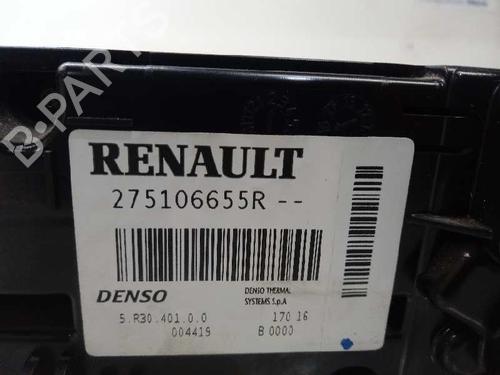 B-PARTS
RENAULT
275106655R --
DENSO
DENSO THERMAL
SYSTEMS S.p.A
5.R30.401.0.0
170 16
004419
B 0000